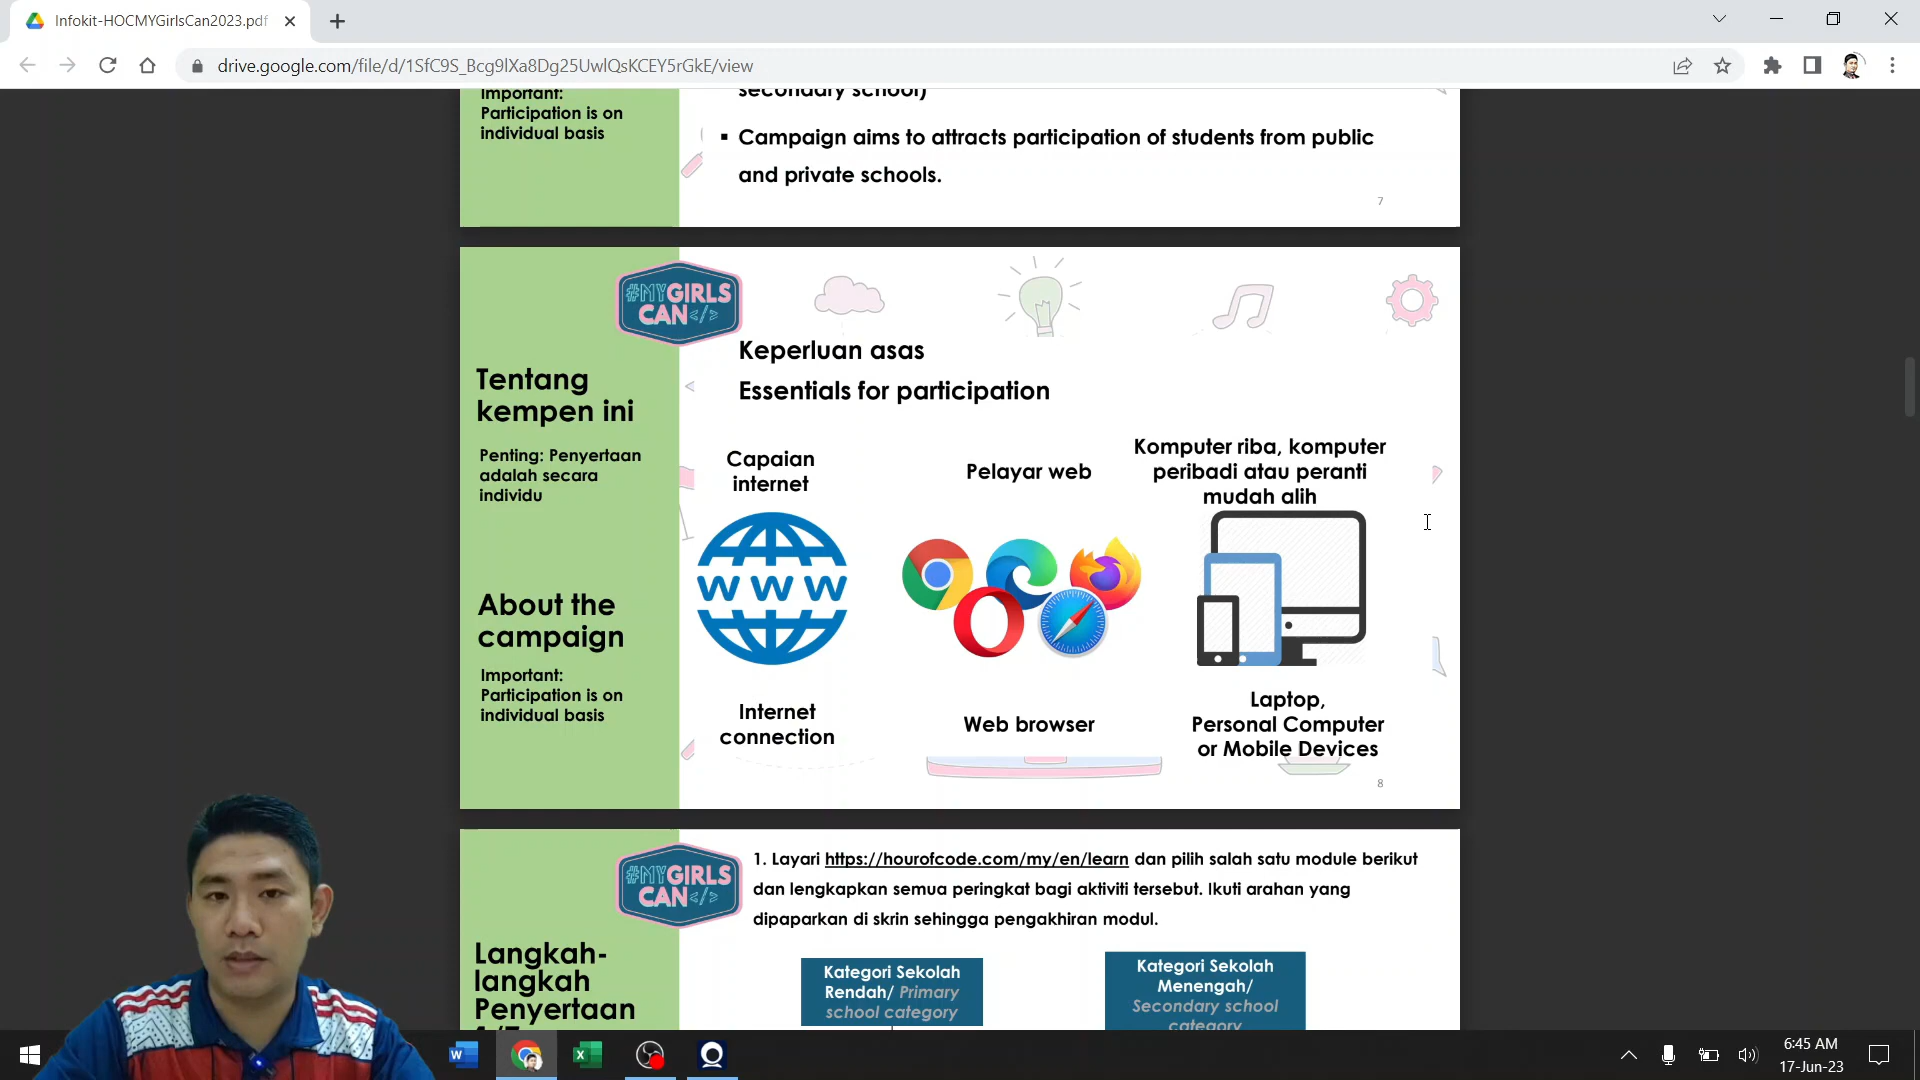 Infokit-HOCMYGirlsCan2023.pdf
drive.google.com/file/d/1SfC9S_Bcg9lXa8Dg25UwlQsKCEY5rGkE/view
Important:
Participation is on
individual basis
secondary school)
▪ Campaign aims to attracts participation of students from public
and private schools.
7
#MYGIRLS
CAN</>
Keperluan asas
Essentials for participation
Tentang
kempen ini
Penting: Penyertaan
adalah secara
individu
About the
campaign
Important:
Participation is on
individual basis
Capaian
internet
WWW
Internet
connection
Pelayar web
Web browser
Komputer riba, komputer
peribadi atau peranti
mudah alih
Laptop,
Personal Computer
or Mobile Devices
8
#MYGIRLS
CAN</>
Langkah-
langkah
Penyertaan
1. Layari https://hourofcode.com/my/en/learn dan pilih salah satu module berikut
dan lengkapkan semua peringkat bagi aktiviti tersebut. Ikuti arahan yang
dipaparkan di skrin sehingga pengakhiran modul.
Kategori Sekolah
Rendah/ Primary
school category
Kategori Sekolah
Menengah/
Secondary school
category
6:45 AM
17-Jun-23